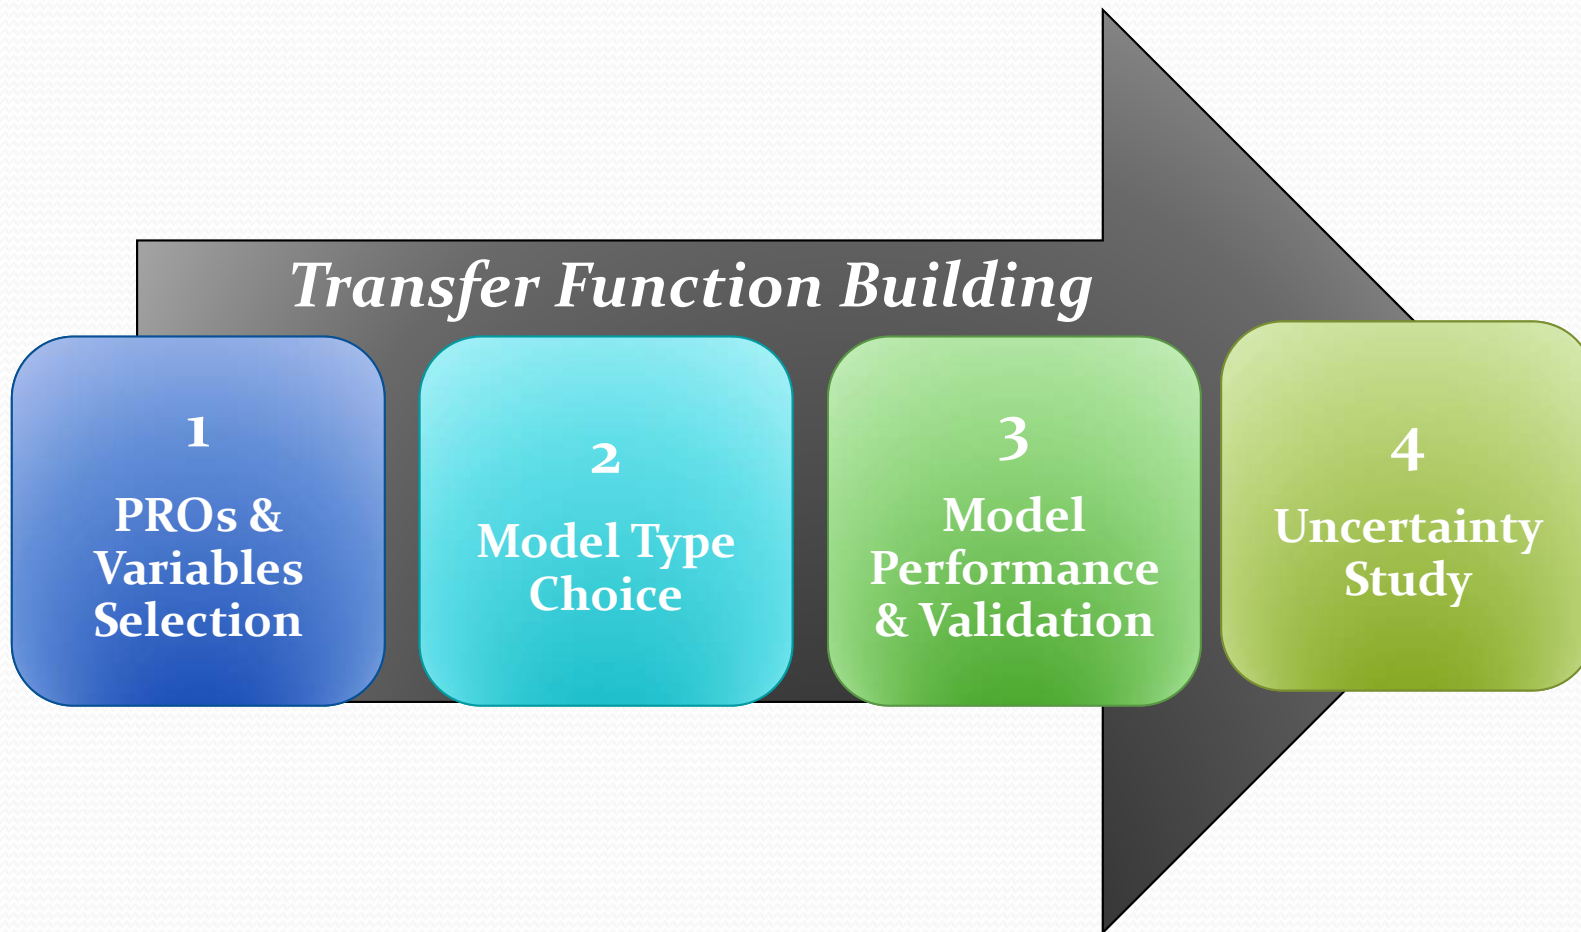 Transfer Function Building
1
PROs &
Variables
Selection
2
Model Type
Choice
3
Model
Performance
& Validation
4
Uncertainty
Study